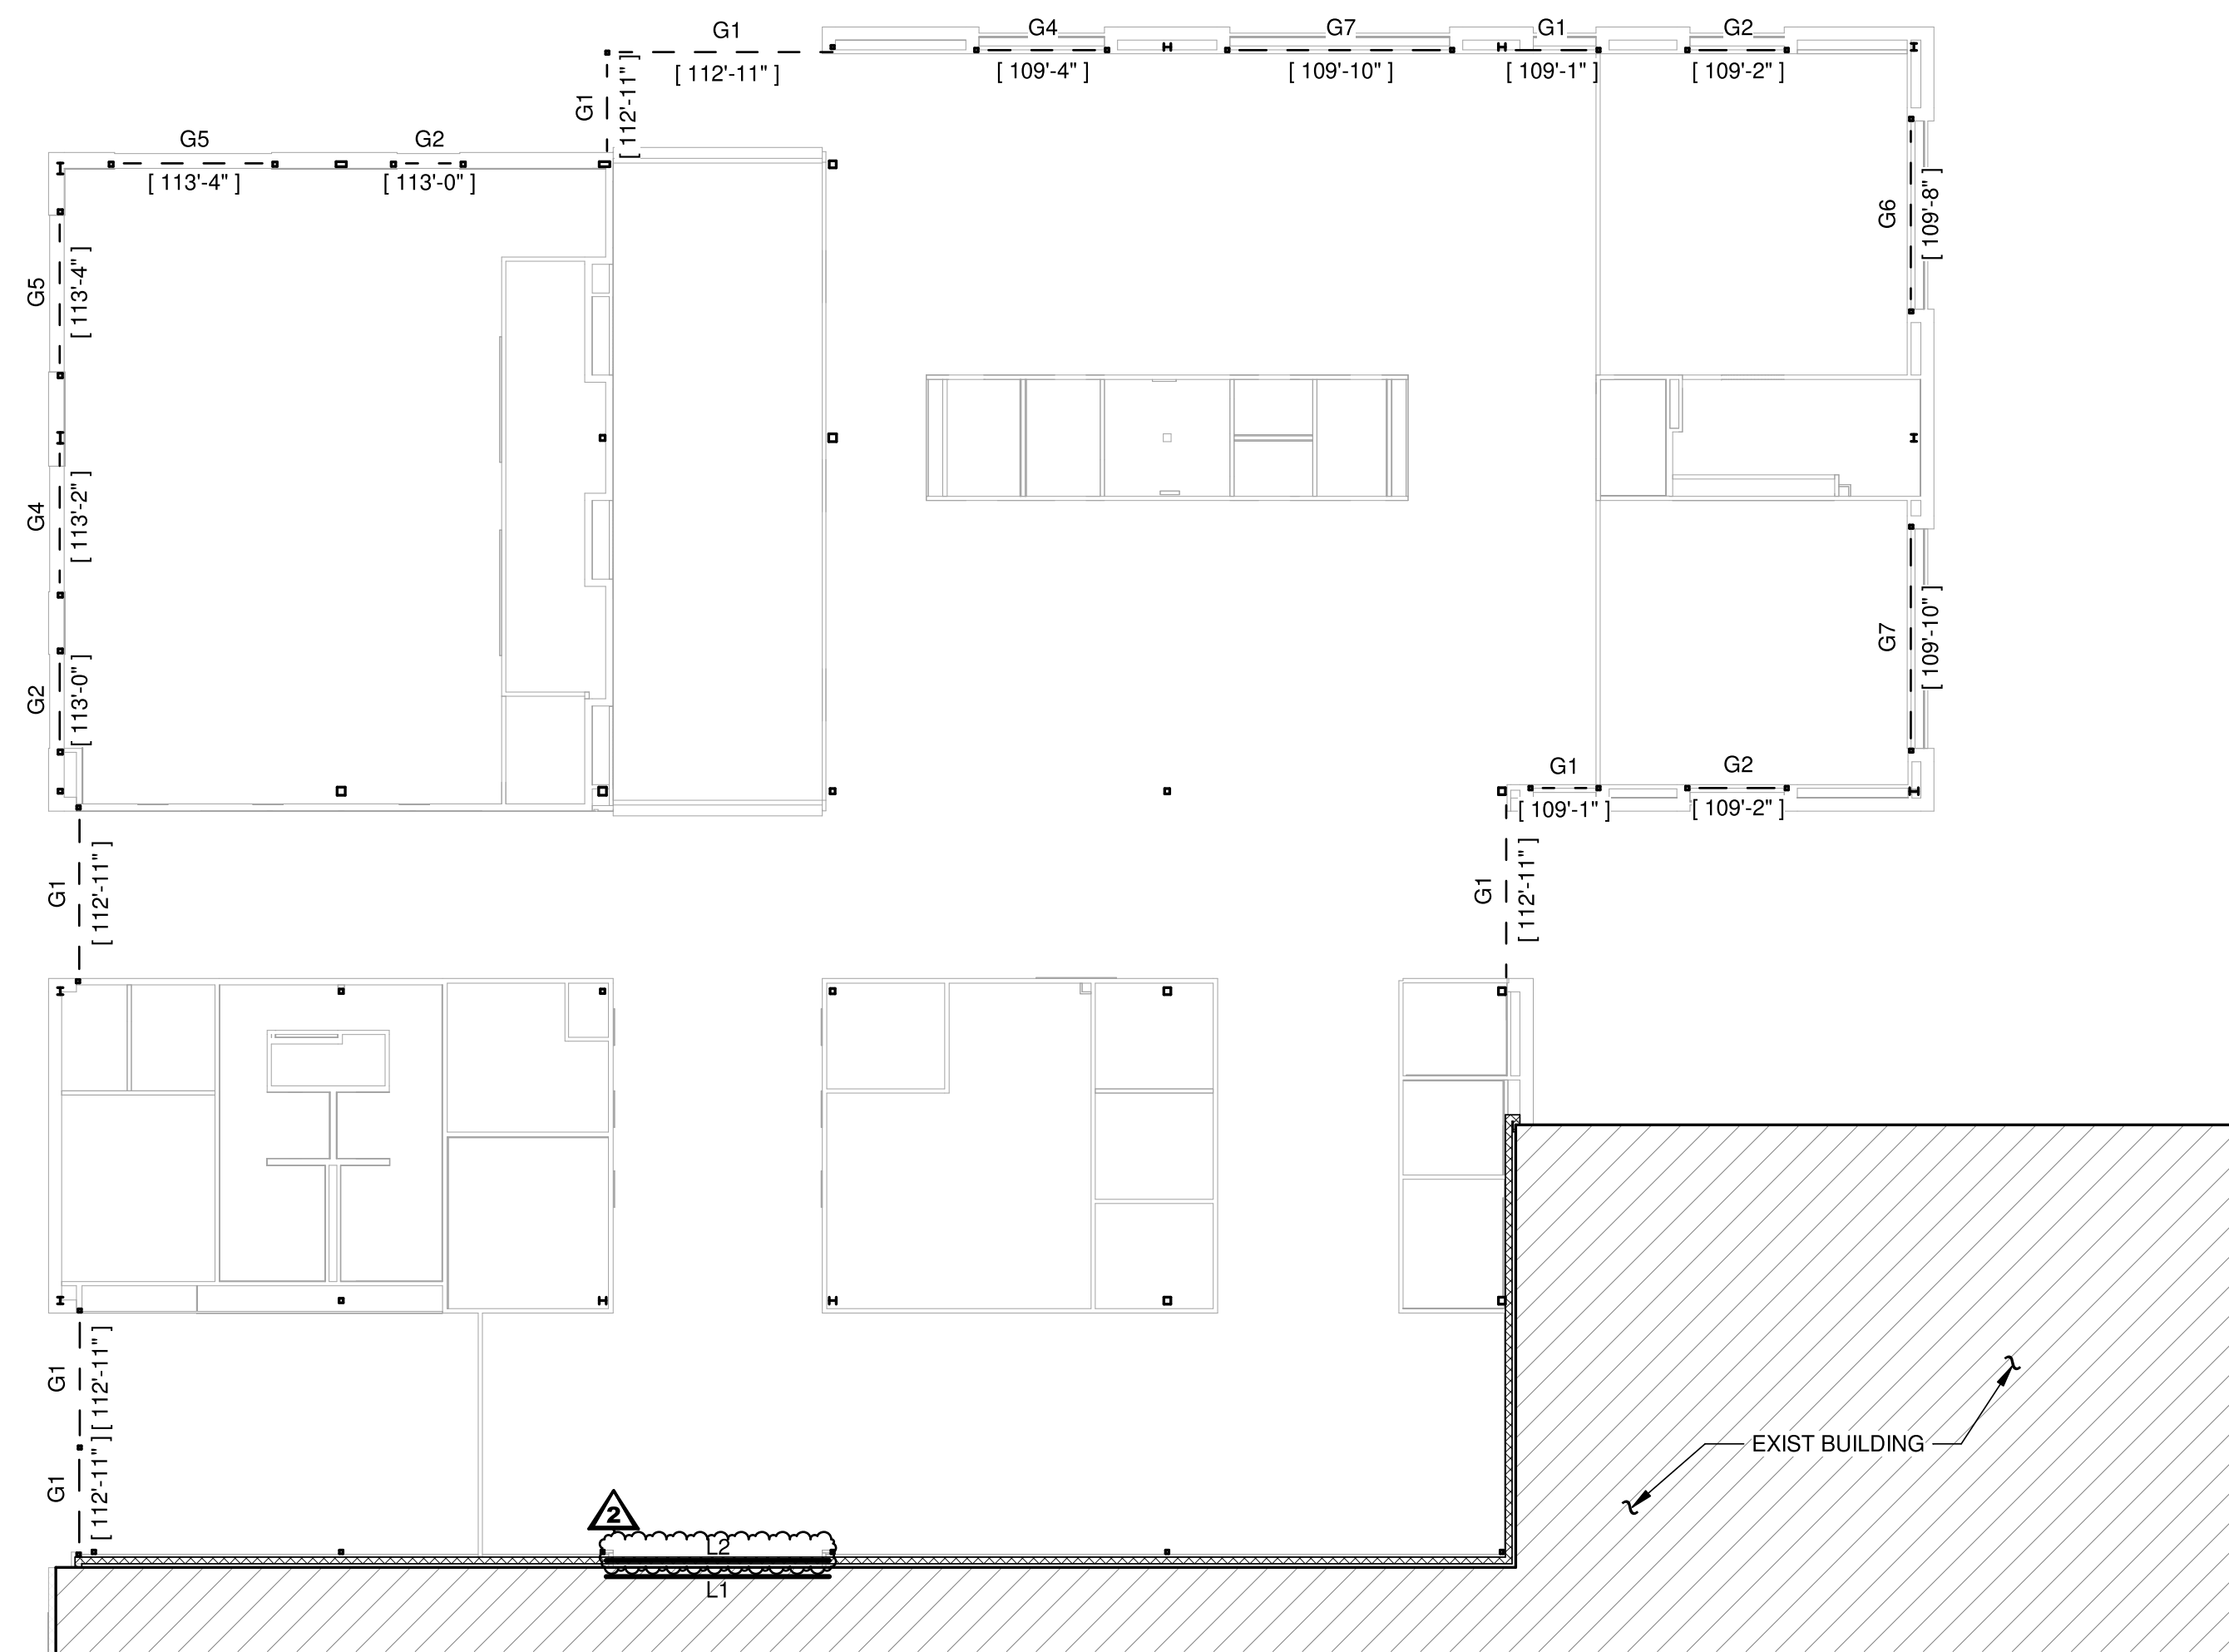 G1
G4
G7
G1
G2
[ 112'-11" ]
[ 109'-4" ]
[ 109'-10" ]
[ 109'-1" ]
[ 109'-2" ]
G1
[ 112'-11" ]
G5
G2
[ 113'-4" ]
[ 113'-0" ]
G6
[ 109'-8" ]
G5
[ 113'-4" ]
G4
[ 113'-2" ]
G7
[ 109'-10" ]
G2
[ 113'-0" ]
G1
G2
[ 109'-1" ]
[ 109'-2" ]
G1
[ 112'-11" ]
G1
[ 112'-11" ]
G1
[ 112'-11" ]
EXIST BUILDING
G1
[ 112'-11" ]
2
L2
L1